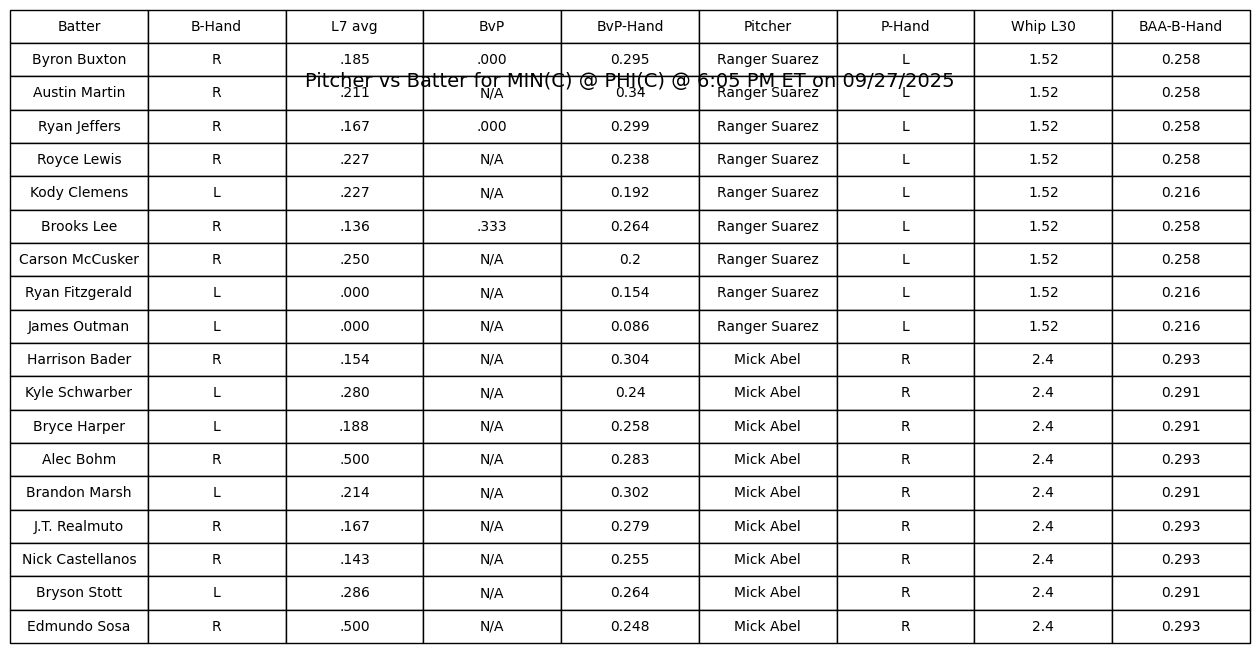 Batter B-Hand L7 avg BvP BvP-Hand Pitcher P-Hand Whip L30 BAA-B-Hand
Byron Buxton R .185 .000 0.295 Ranger Suarez L 1.52 0.258
Pitcher vs Batter for MIN(C) @ PHI(C) @ 6:05 PM ET on 09/27/2025
Austin Martin R .211 N/A 0.34 Ranger Suarez L 1.52 0.258
Ryan Jeffers R .167 .000 0.299 Ranger Suarez L 1.52 0.258
Royce Lewis R .227 N/A 0.238 Ranger Suarez L 1.52 0.258
Kody Clemens L .227 N/A 0.192 Ranger Suarez L 1.52 0.216
Brooks Lee R .136 .333 0.264 Ranger Suarez L 1.52 0.258
Carson McCusker R .250 N/A 0.2 Ranger Suarez L 1.52 0.258
Ryan Fitzgerald L .000 N/A 0.154 Ranger Suarez L 1.52 0.216
James Outman L .000 N/A 0.086 Ranger Suarez L 1.52 0.216
Harrison Bader R .154 N/A 0.304 Mick Abel R 2.4 0.293
Kyle Schwarber L .280 N/A 0.24 Mick Abel R 2.4 0.291
Bryce Harper L .188 N/A 0.258 Mick Abel R 2.4 0.291
Alec Bohm R .500 N/A 0.283 Mick Abel R 2.4 0.293
Brandon Marsh L .214 N/A 0.302 Mick Abel R 2.4 0.291
J.T. Realmuto R .167 N/A 0.279 Mick Abel R 2.4 0.293
Nick Castellanos R .143 N/A 0.255 Mick Abel R 2.4 0.293
Bryson Stott L .286 N/A 0.264 Mick Abel R 2.4 0.291
Edmundo Sosa R .500 N/A 0.248 Mick Abel R 2.4 0.293